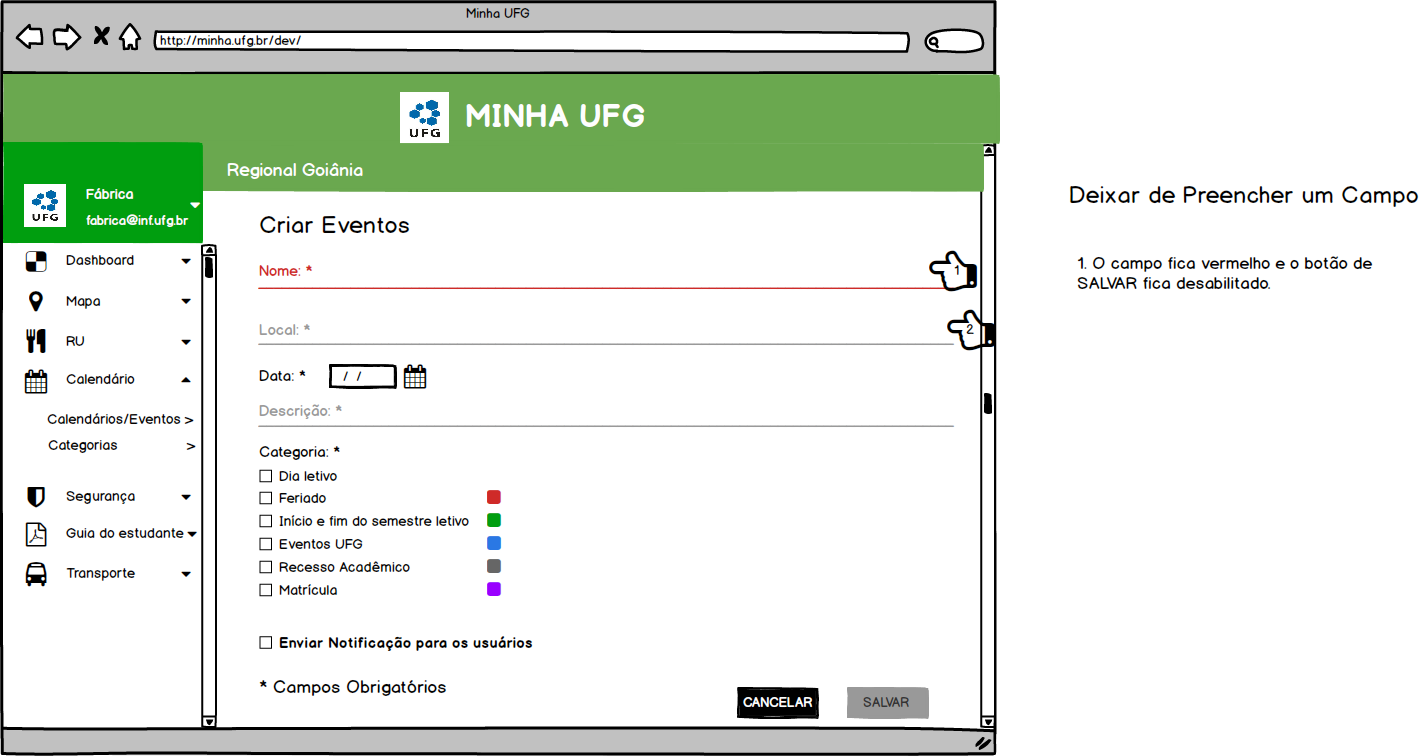 Minha UFG
http://minha.ufg.br/dev/
UFG
MINHA UFG
Regional Goiânia
UFG
Fábrica
fabrica@inf.ufg.br
Dashboard
Mapa
RU
Calendário
Calendários/Eventos >
Categorias >
Segurança
Guia do estudante
Transporte
Criar Eventos
Nome: *
1
Local: *
2
Data: * / /
Descrição: *
Categoria: *
Dia letivo
Feriado
Início e fim do semestre letivo
Eventos UFG
Recesso Acadêmico
Matrícula
Enviar Notificação para os usuários
* Campos Obrigatórios
CANCELAR
SALVAR
Deixar de Preencher um Campo
1. O campo fica vermelho e o botão de
SALVAR fica desabilitado.